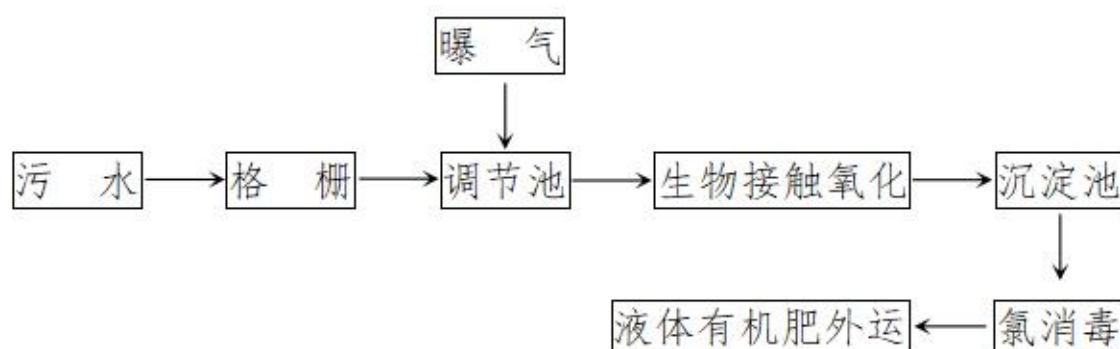 曝 气
污 水
格 栅
调节池
生物接触氧化
沉淀池
液体有机肥外运
氯消毒